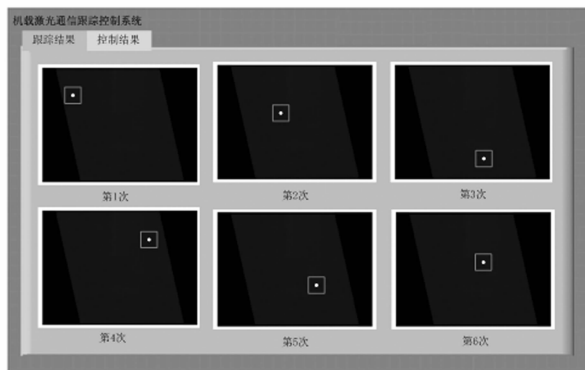 机载激光通信跟踪控制系统
跟踪结果 控制结果
第1次 第2次 第3次
第4次 第5次 第6次